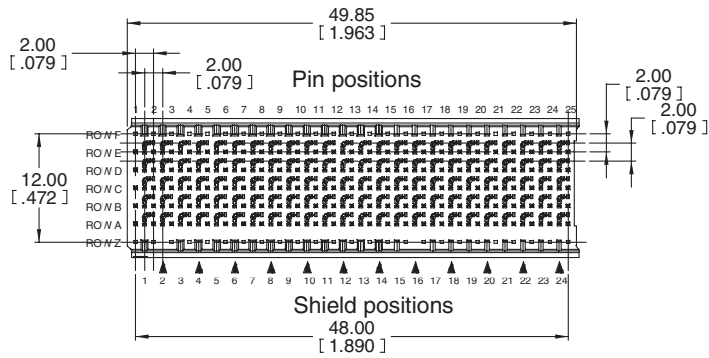 49.85
[ 1.963 ]
2.00
[ .079 ]
2.00
[ .079 ]
Pin positions
2.00
[ .079 ]
2.00
[ .079 ]
1 2 3 4 5 6 7 8 9 10 11 12 13 14 15 16 17 18 19 20 21 22 23 24 25
ROW F
ROW E
ROW D
ROW C
ROW B
ROW A
ROW Z
12.00
[ .472 ]
1 2 3 4 5 6 7 8 9 10 11 12 13 14 15 16 17 18 19 20 21 22 23 24
Shield positions
48.00
[ 1.890 ]